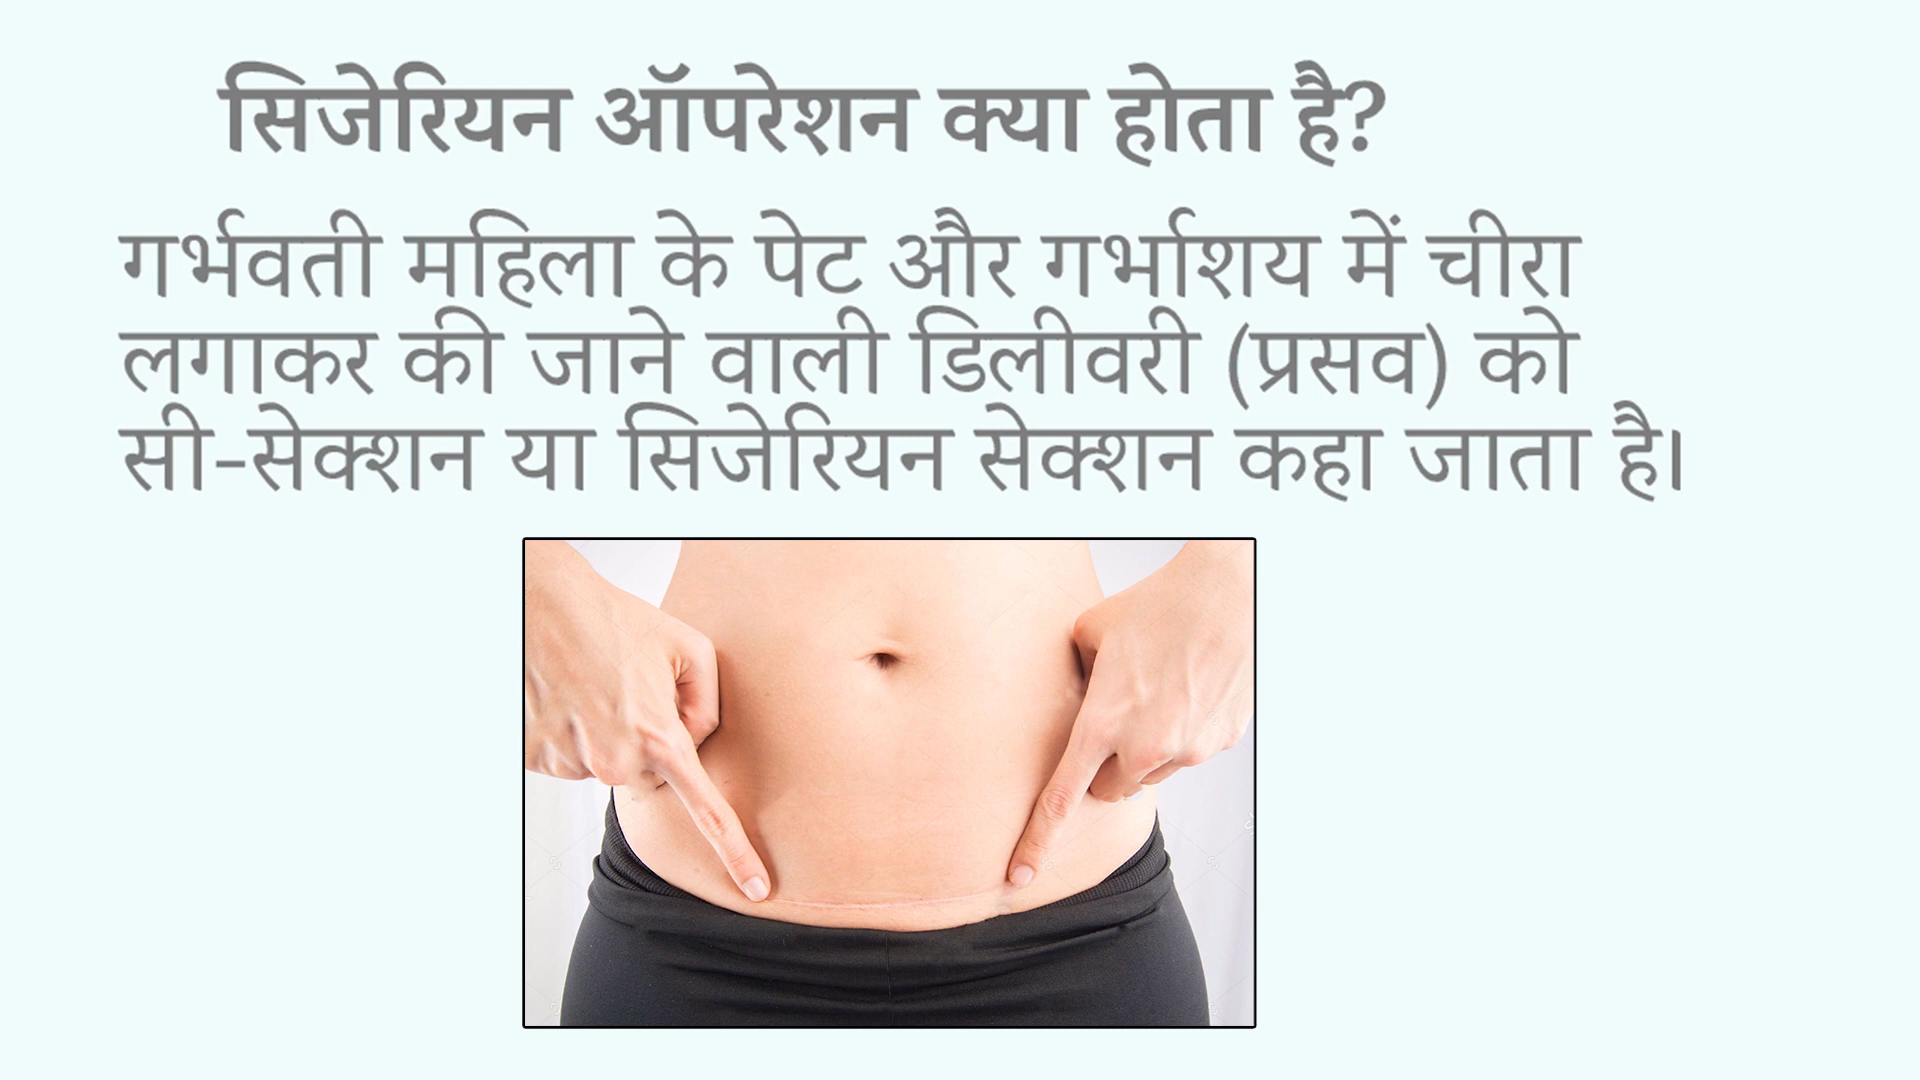 सिजेरियन ऑपरेशन क्या होता है?
गर्भवती महिला के पेट और गर्भाशय में चीरा
लगाकर की जाने वाली डिलीवरी (प्रसव) को
सी-सेक्शन या सिजेरियन सेक्शन कहा जाता है।